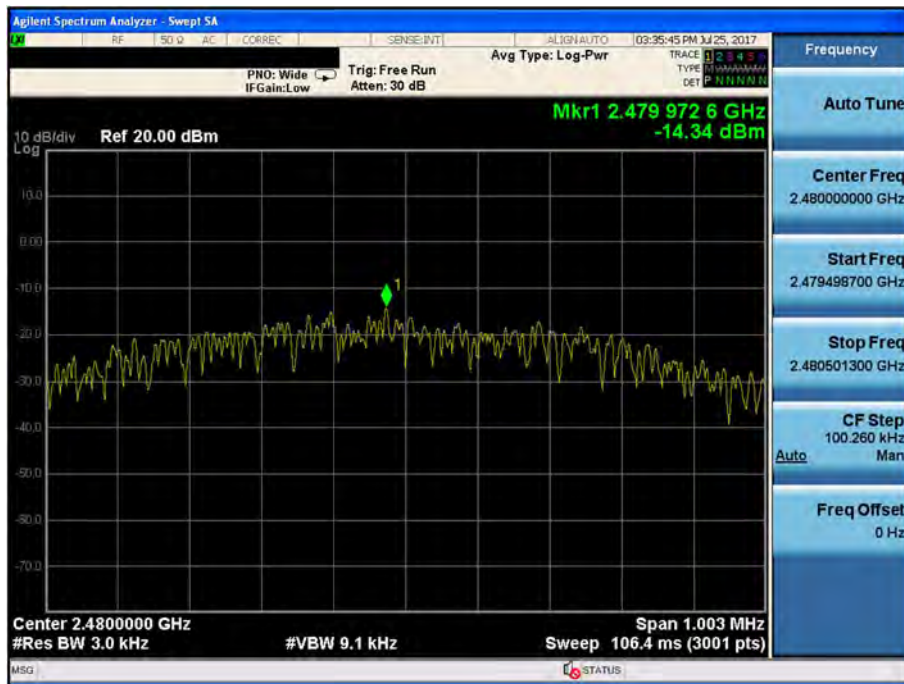 Agilent Spectrum Analyzer - Swept SA
LXI RF 50 Ω AC CORREC SENSE:INT ALIGN AUTO 03:35:45 PM Jul 25, 2017
PNO: Wide Trig: Free Run Avg Type: Log-Pwr TRACE 1 2 3 4 5 6
IFGain:Low Atten: 30 dB TYPE
DET P N N N N N
Mkr1 2.479 972 6 GHz
-14.34 dBm
10 dB/div Ref 20.00 dBm
Log
10.0
0.00
-10.0
1
-20.0
-30.0
-40.0
-50.0
-60.0
-70.0
Center 2.4800000 GHz Span 1.003 MHz
#Res BW 3.0 kHz #VBW 9.1 kHz Sweep 106.4 ms (3001 pts)
MSG STATUS
Frequency
Auto Tune
Center Freq
2.480000000 GHz
Start Freq
2.479498700 GHz
Stop Freq
2.480501300 GHz
CF Step
100.260 kHz
Auto Man
Freq Offset
0 Hz